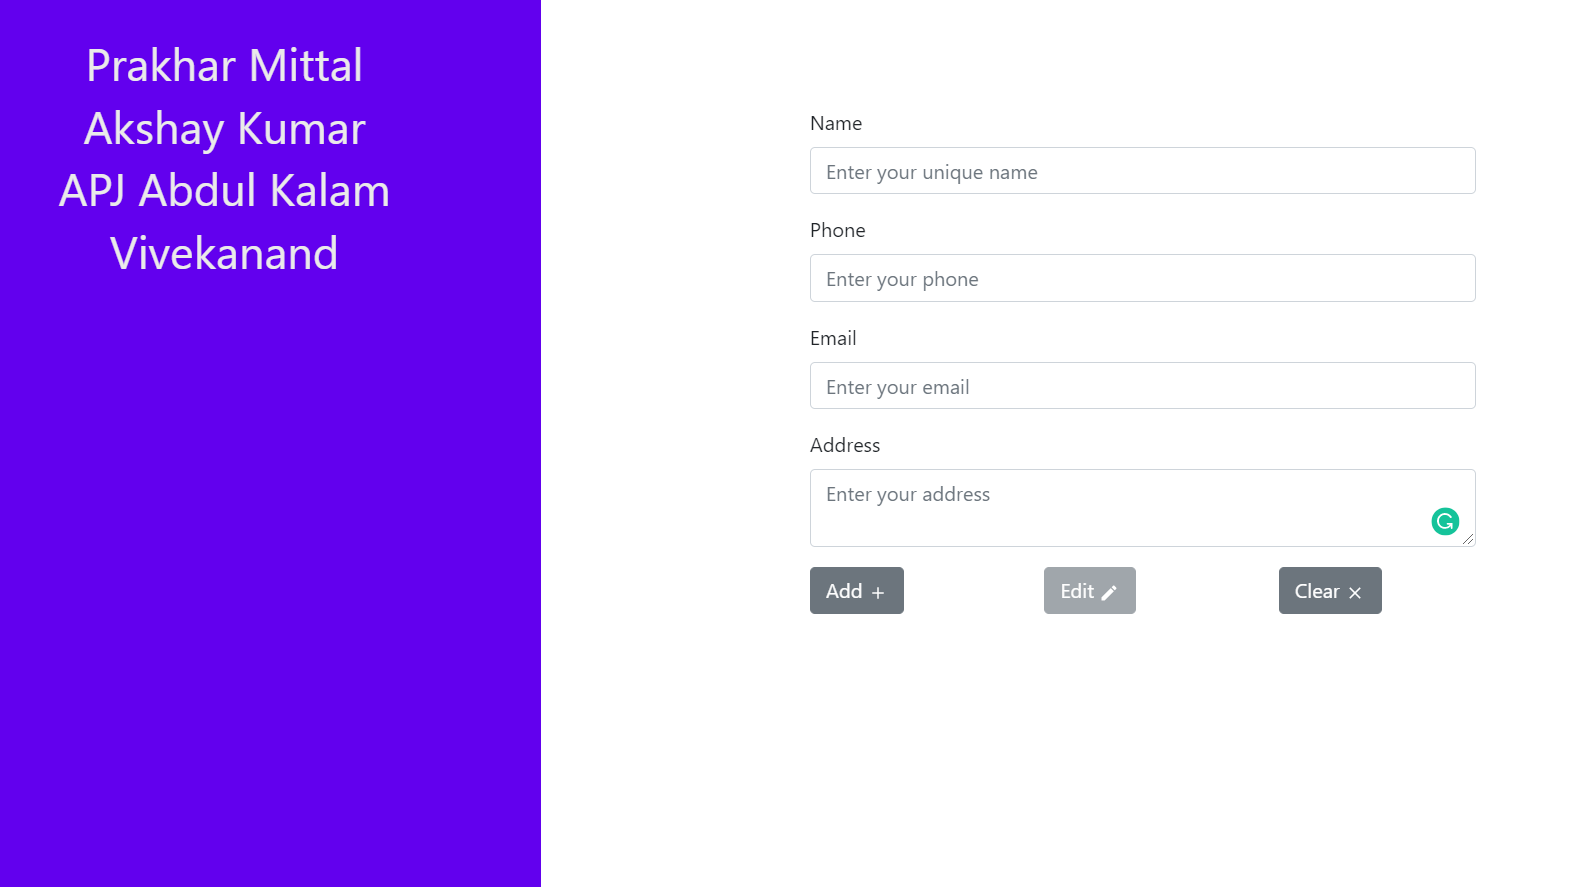 Prakhar Mittal
Akshay Kumar
APJ Abdul Kalam
Vivekanand
Name
Enter your unique name
Phone
Enter your phone
Email
Enter your email
Address
Enter your address
Add +
Edit
Clear ×